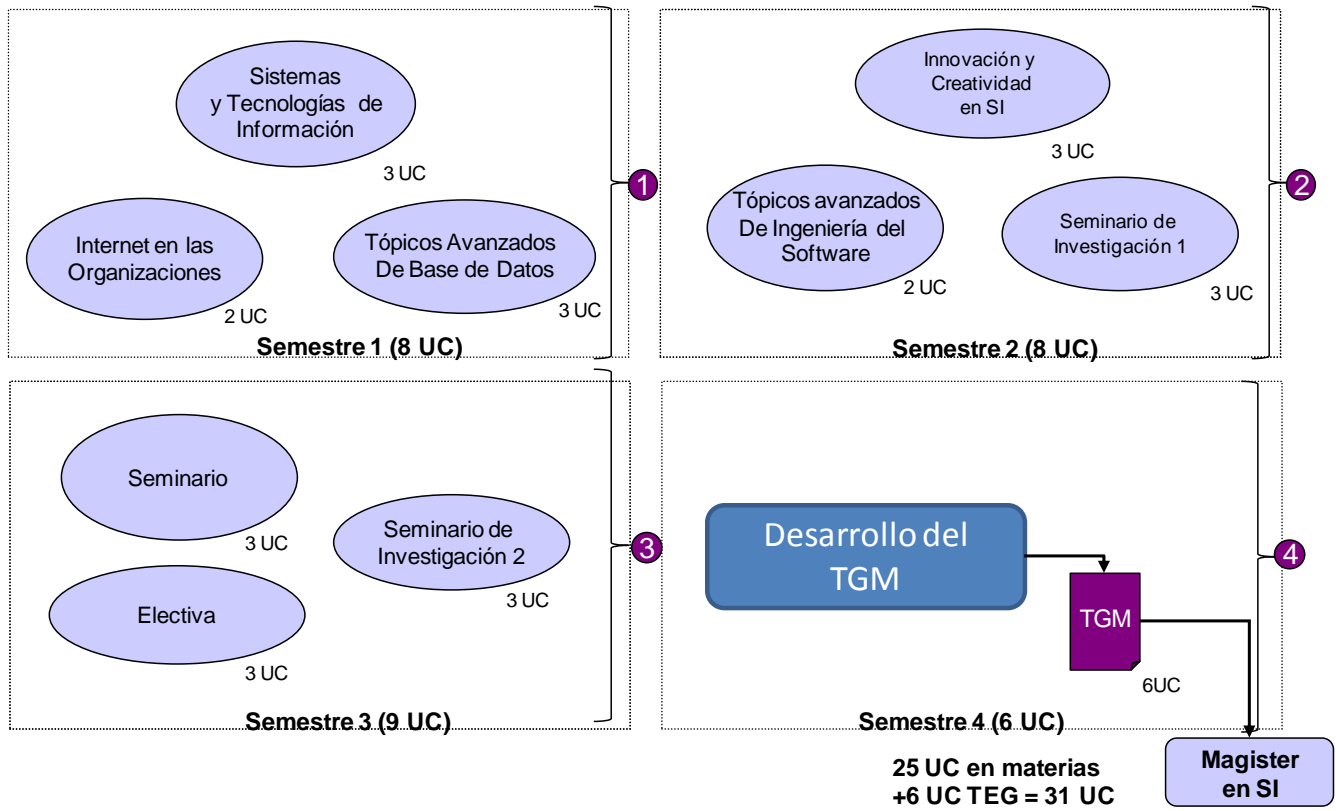 Sistemas
y Tecnologías de
Información
3 UC
Internet en las
Organizaciones
2 UC
Tópicos Avanzados
De Base de Datos
3 UC
Semestre 1 (8 UC)
1
Innovación y
Creatividad
en SI
3 UC
Tópicos avanzados
De Ingeniería del
Software
2 UC
Seminario de
Investigación 1
3 UC
Semestre 2 (8 UC)
2
Seminario
3 UC
Seminario de
Investigación 2
3 UC
Electiva
3 UC
Semestre 3 (9 UC)
3
Desarrollo del
TGM
TGM
6UC
Semestre 4 (6 UC)
4
25 UC en materias
+6 UC TEG = 31 UC
Magister
en SI